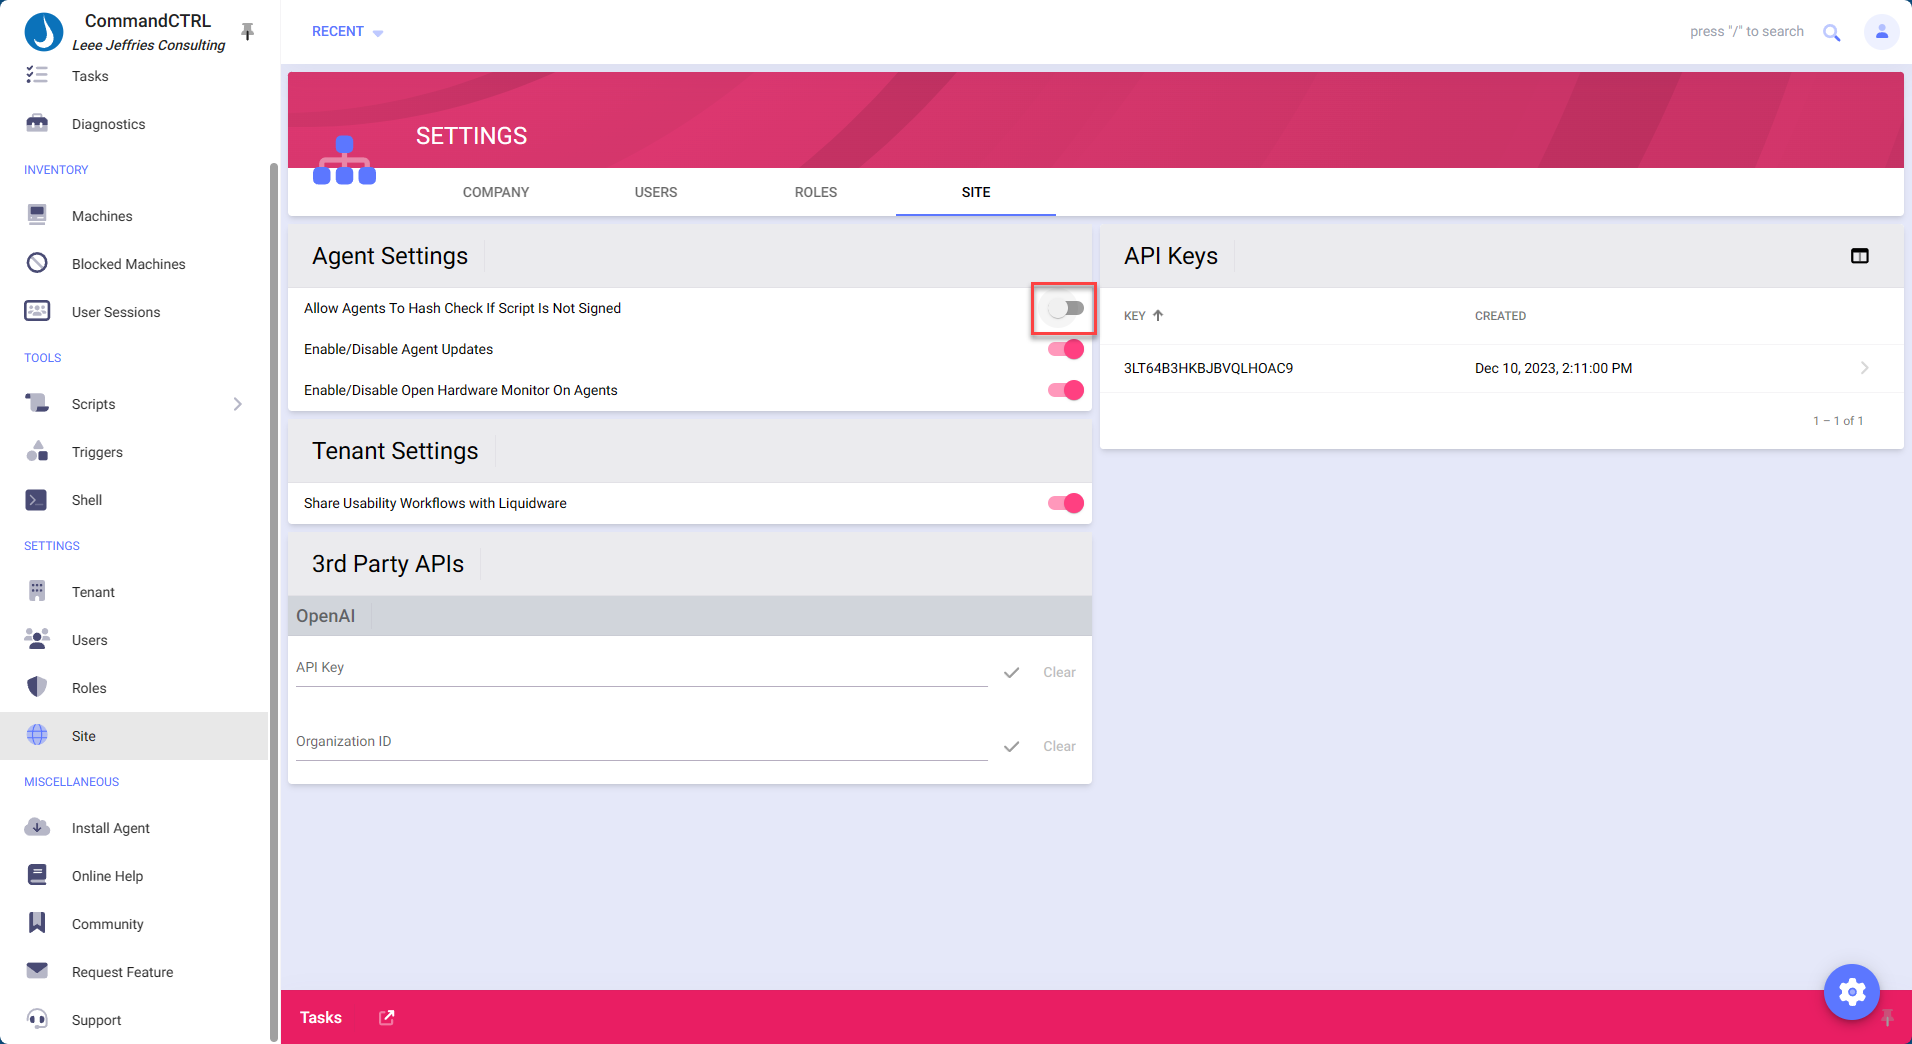 CommandCTRL
Leee Jeffries Consulting
Tasks
Diagnostics
INVENTORY
Machines
Blocked Machines
User Sessions
TOOLS
Scripts
Triggers
Shell
SETTINGS
Tenant
Users
Roles
Site
MISCELLANEOUS
Install Agent
Online Help
Community
Request Feature
Support
RECENT
press "/" to search
SETTINGS
COMPANY
USERS
ROLES
SITE
Agent Settings
Allow Agents To Hash Check If Script Is Not Signed
Enable/Disable Agent Updates
Enable/Disable Open Hardware Monitor On Agents
Tenant Settings
Share Usability Workflows with Liquidware
3rd Party APIs
OpenAI
API Key
Clear
Organization ID
Clear
API Keys
KEY
CREATED
3LT64B3HKBJBVQLHOAC9
Dec 10, 2023, 2:11:00 PM
1 – 1 of 1
Tasks